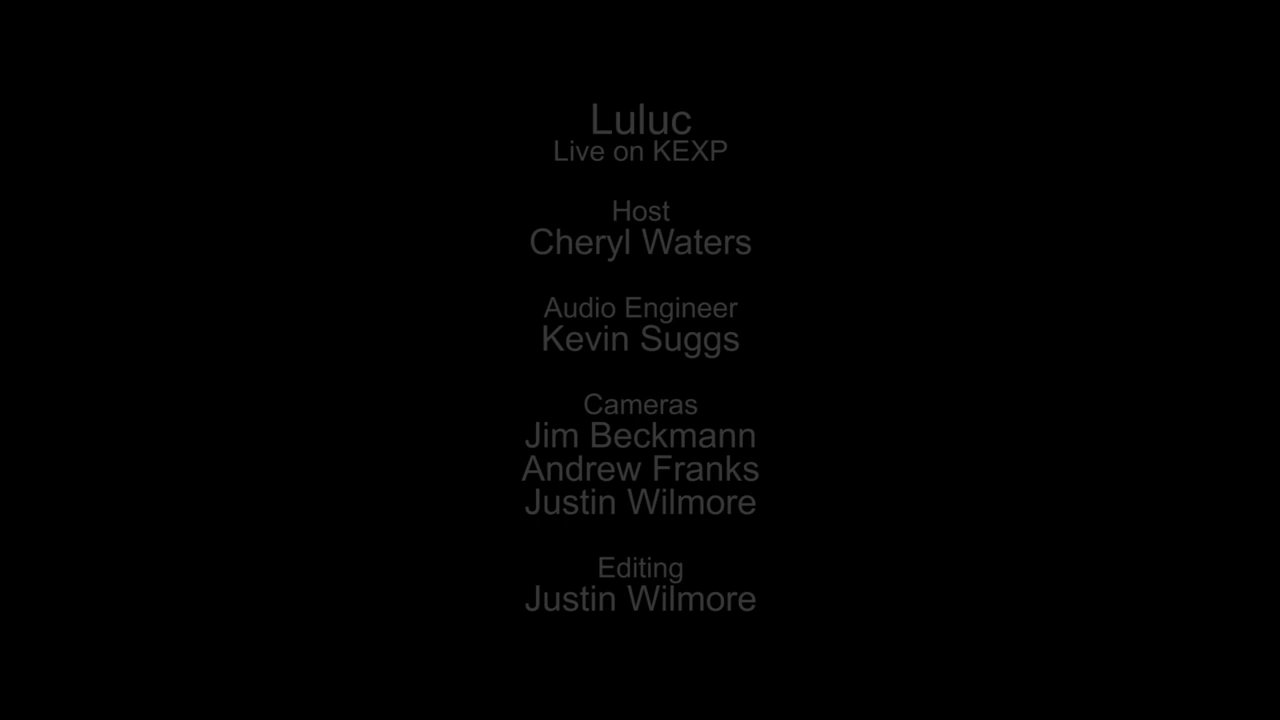 Luluc
Live on KEXP
Host
Cheryl Waters
Audio Engineer
Kevin Suggs
Cameras
Jim Beckmann
Andrew Franks
Justin Wilmore
Editing
Justin Wilmore